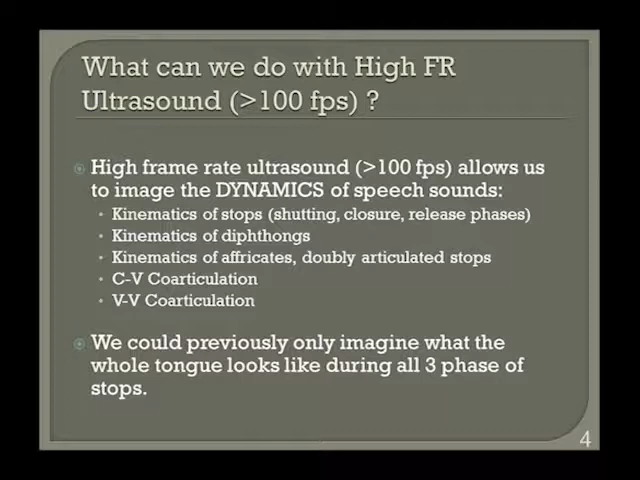 What can we do with High FR
Ultrasound (>100 fps) ?
High frame rate ultrasound (>100 fps) allows us
to image the DYNAMICS of speech sounds:
• Kinematics of stops (shutting, closure, release phases)
• Kinematics of diphthongs
• Kinematics of affricates, doubly articulated stops
• C-V Coarticulation
• V-V Coarticulation
We could previously only imagine what the
whole tongue looks like during all 3 phase of
stops.
4